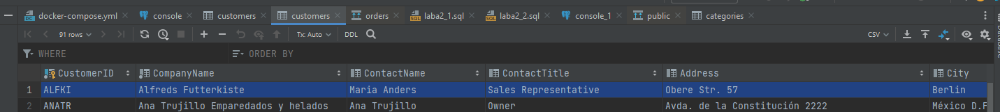 docker-compose.yml console customers customers orders laba2_1.sql laba2_2.sql console_1 public categories
91 rows Tx: Auto DDL CSV
WHERE ORDER BY
CustomerID CompanyName ContactName ContactTitle Address City
1 ALFKI Alfreds Futterkiste Maria Anders Sales Representative Obere Str. 57 Berlin
2 ANATR Ana Trujillo Emparedados y helados Ana Trujillo Owner Avda. de la Constitución 2222 México D.F